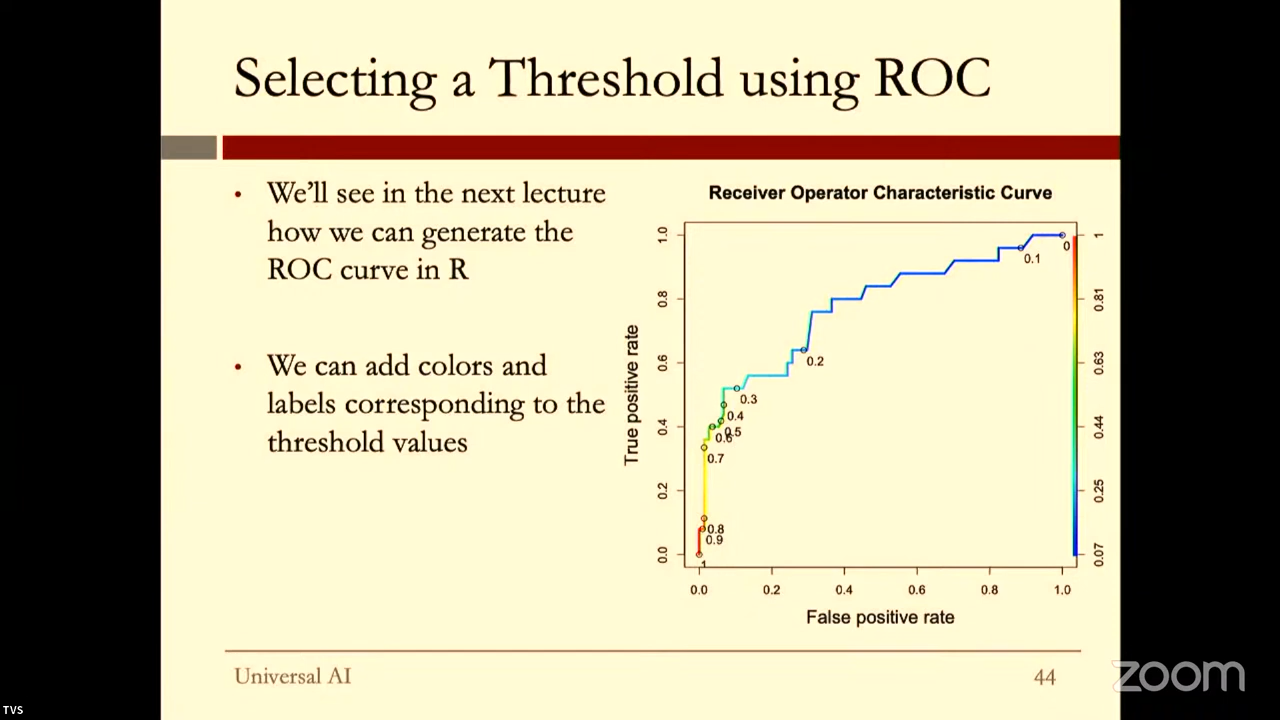 Selecting a Threshold using ROC
• We'll see in the next lecture
how we can generate the
ROC curve in R
• We can add colors and
labels corresponding to the
threshold values
Receiver Operator Characteristic Curve
True positive rate
0.0 0.2 0.4 0.6 0.8 1.0
0
0.1
0.2
0.3
0.4
0.5
0.6
0.7
0.8
0.9
1
1
0.81
0.63
0.44
0.25
0.07
0.0 0.2 0.4 0.6 0.8 1.0
False positive rate
Universal AI
44
zoom
TVS